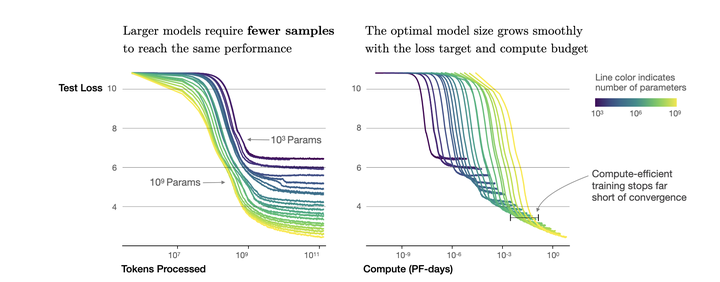 Larger models require fewer samples
to reach the same performance
The optimal model size grows smoothly
with the loss target and compute budget
Test Loss
10
8
6
4
10³ Params
10⁹ Params
10⁷
10⁹
10¹¹
Tokens Processed
10
8
6
4
10⁻⁹
10⁻⁶
10⁻³
10⁰
Compute (PF-days)
Line color indicates
number of parameters
10³
10⁶
10⁹
Compute-efficient
training stops far
short of convergence